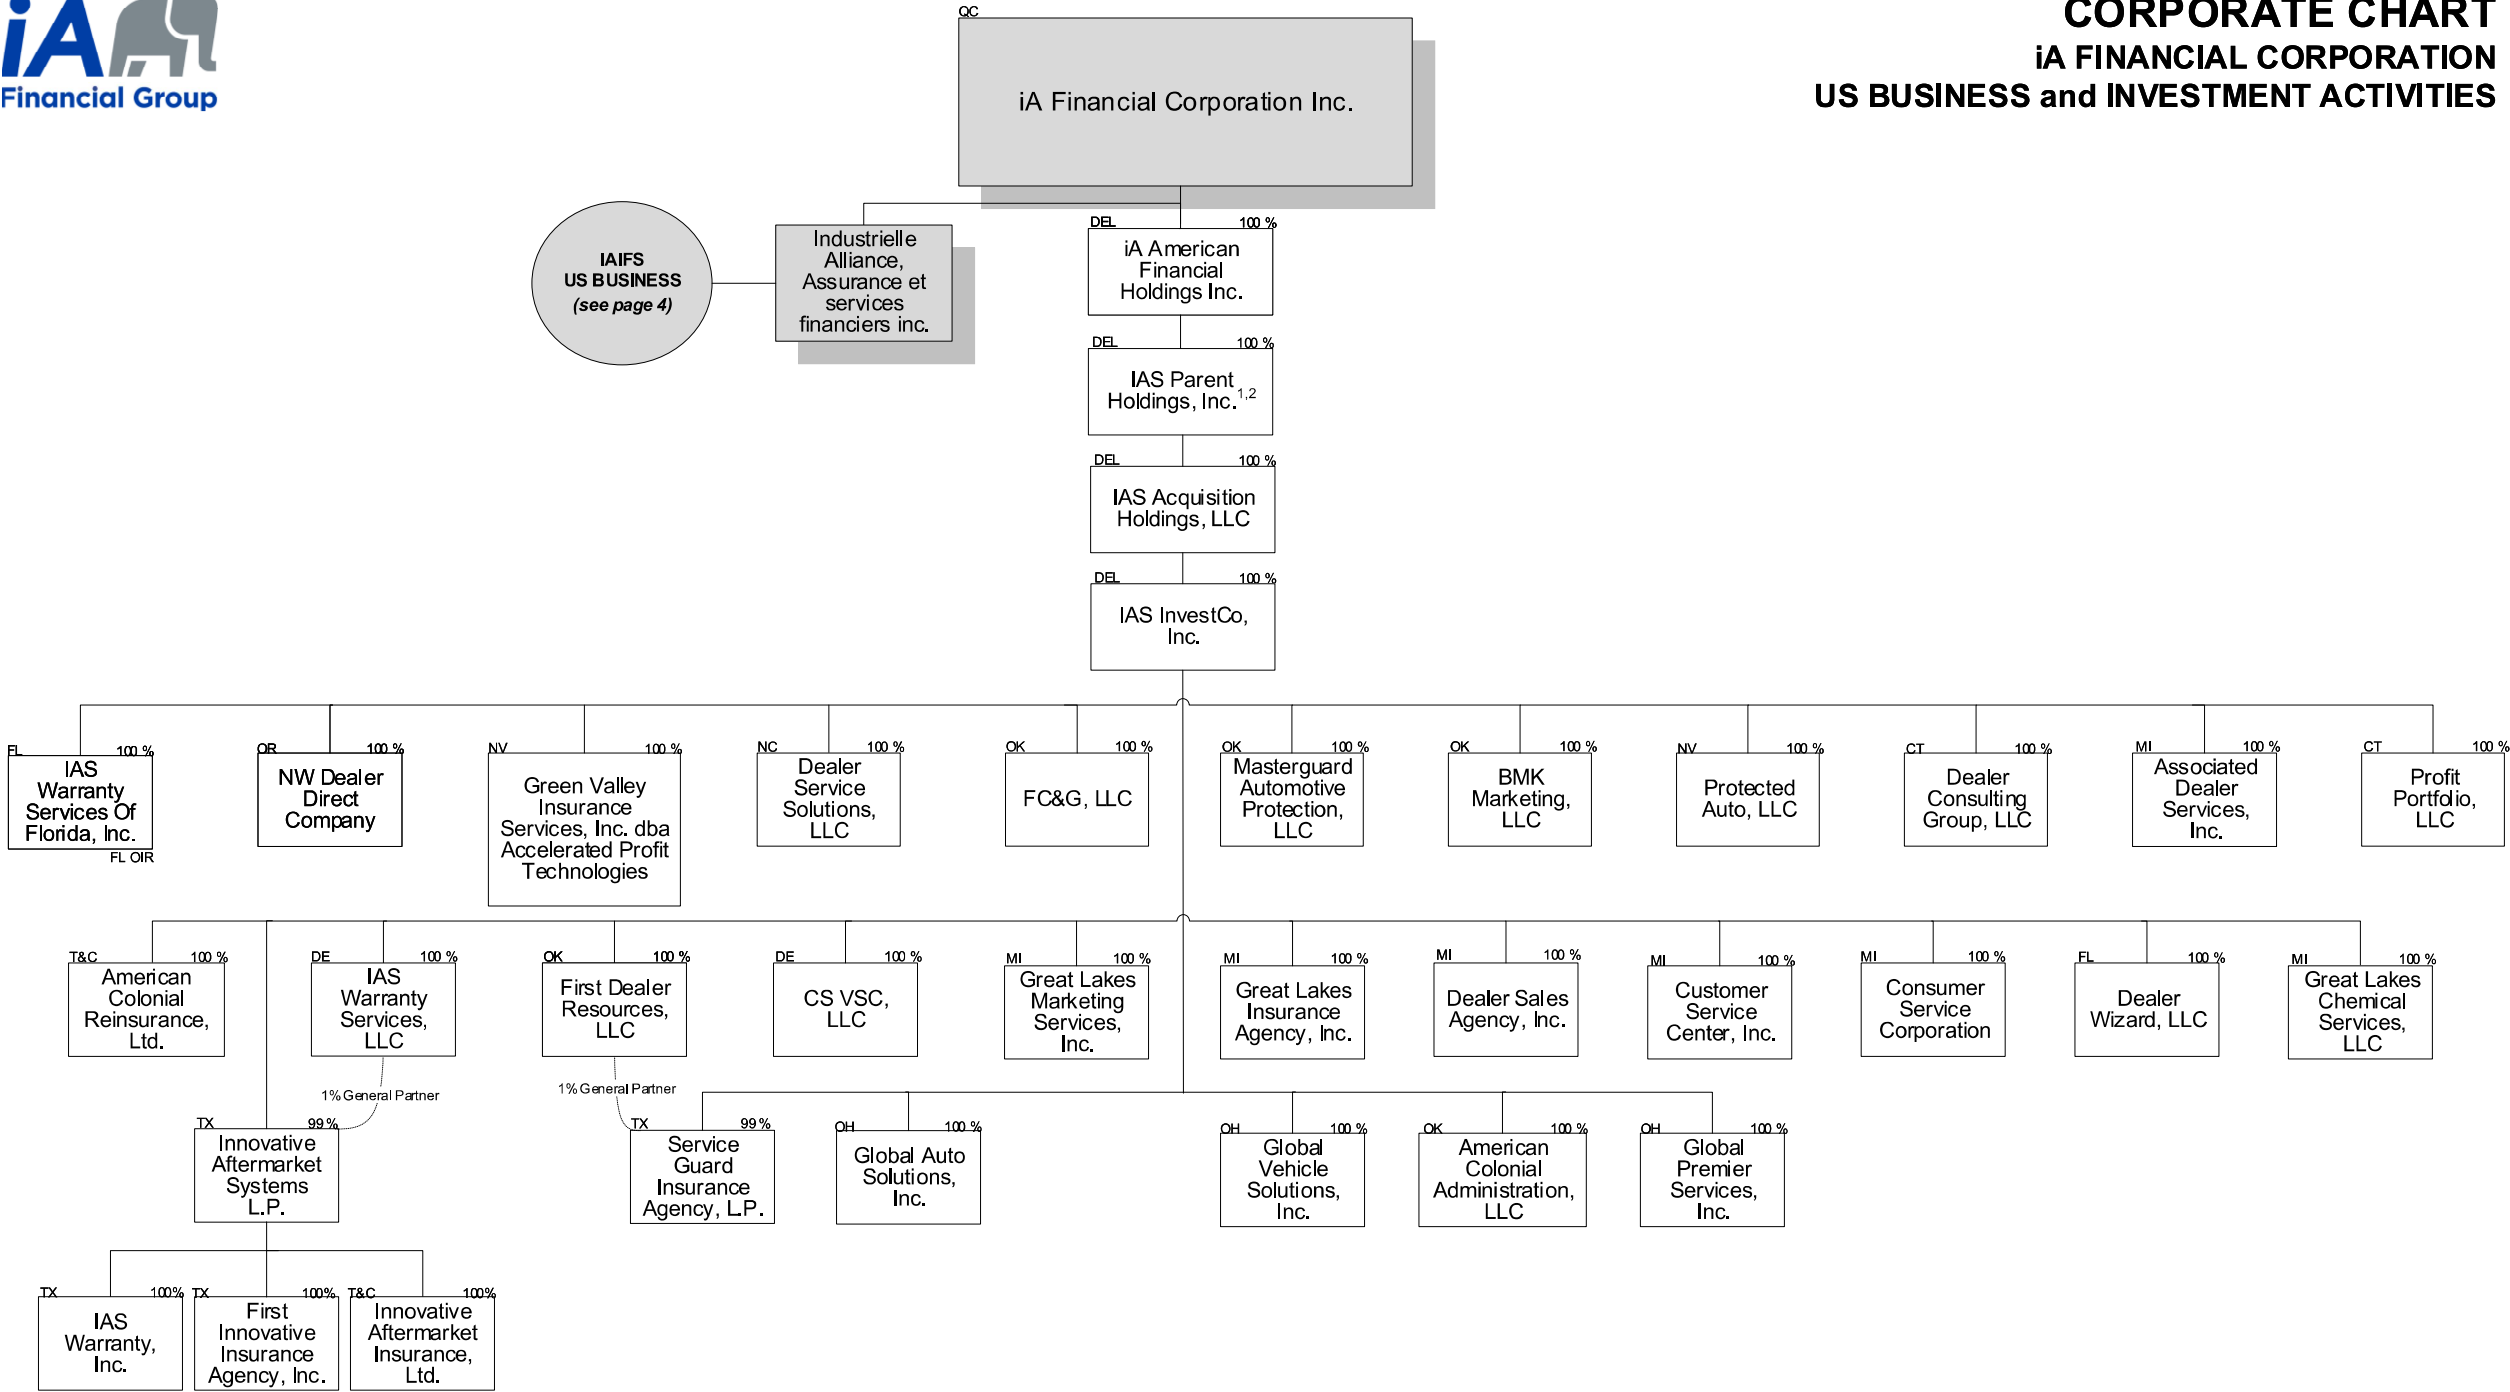 iA
Financial Group
CORPORATE CHART
iA FINANCIAL CORPORATION
US BUSINESS and INVESTMENT ACTIVITIES
QC
iA Financial Corporation Inc.
IAIFS
US BUSINESS
(see page 4)
Industrielle
Alliance,
Assurance et
services
financiers inc.
DEL 100 %
iA American
Financial
Holdings Inc.
DEL 100 %
IAS Parent
Holdings, Inc.1,2
DEL 100 %
IAS Acquisition
Holdings, LLC
DEL 100 %
IAS InvestCo,
Inc.
FL 100 %
IAS
Warranty
Services Of
Florida, Inc.
FL OIR
OR 100 %
NW Dealer
Direct
Company
NV 100 %
Green Valley
Insurance
Services, Inc. dba
Accelerated Profit
Technologies
NC 100 %
Dealer
Service
Solutions,
LLC
OK 100 %
FC&G, LLC
OK 100 %
Masterguard
Automotive
Protection,
LLC
OK 100 %
BMK
Marketing,
LLC
NV 100 %
Protected
Auto, LLC
CT 100 %
Dealer
Consulting
Group, LLC
MI 100 %
Associated
Dealer
Services,
Inc.
CT 100 %
Profit
Portfolio,
LLC
T&C 100 %
American
Colonial
Reinsurance,
Ltd.
DE 100 %
IAS
Warranty
Services,
LLC
OK 100 %
First Dealer
Resources,
LLC
DE 100 %
CS VSC,
LLC
MI 100 %
Great Lakes
Marketing
Services,
Inc.
MI 100 %
Great Lakes
Insurance
Agency, Inc.
MI 100 %
Dealer Sales
Agency, Inc.
MI 100 %
Customer
Service
Center, Inc.
MI 100 %
Consumer
Service
Corporation
FL 100 %
Dealer
Wizard, LLC
MI 100 %
Great Lakes
Chemical
Services,
LLC
1% General Partner
1% General Partner
TX 99 %
Innovative
Aftermarket
Systems
L.P.
TX 99 %
Service
Guard
Insurance
Agency, L.P.
OH 100 %
Global Auto
Solutions,
Inc.
OH 100 %
Global
Vehicle
Solutions,
Inc.
OK 100 %
American
Colonial
Administration,
LLC
OH 100 %
Global
Premier
Services,
Inc.
TX 100%
IAS
Warranty,
Inc.
TX 100%
First
Innovative
Insurance
Agency, Inc.
T&C 100%
Innovative
Aftermarket
Insurance,
Ltd.